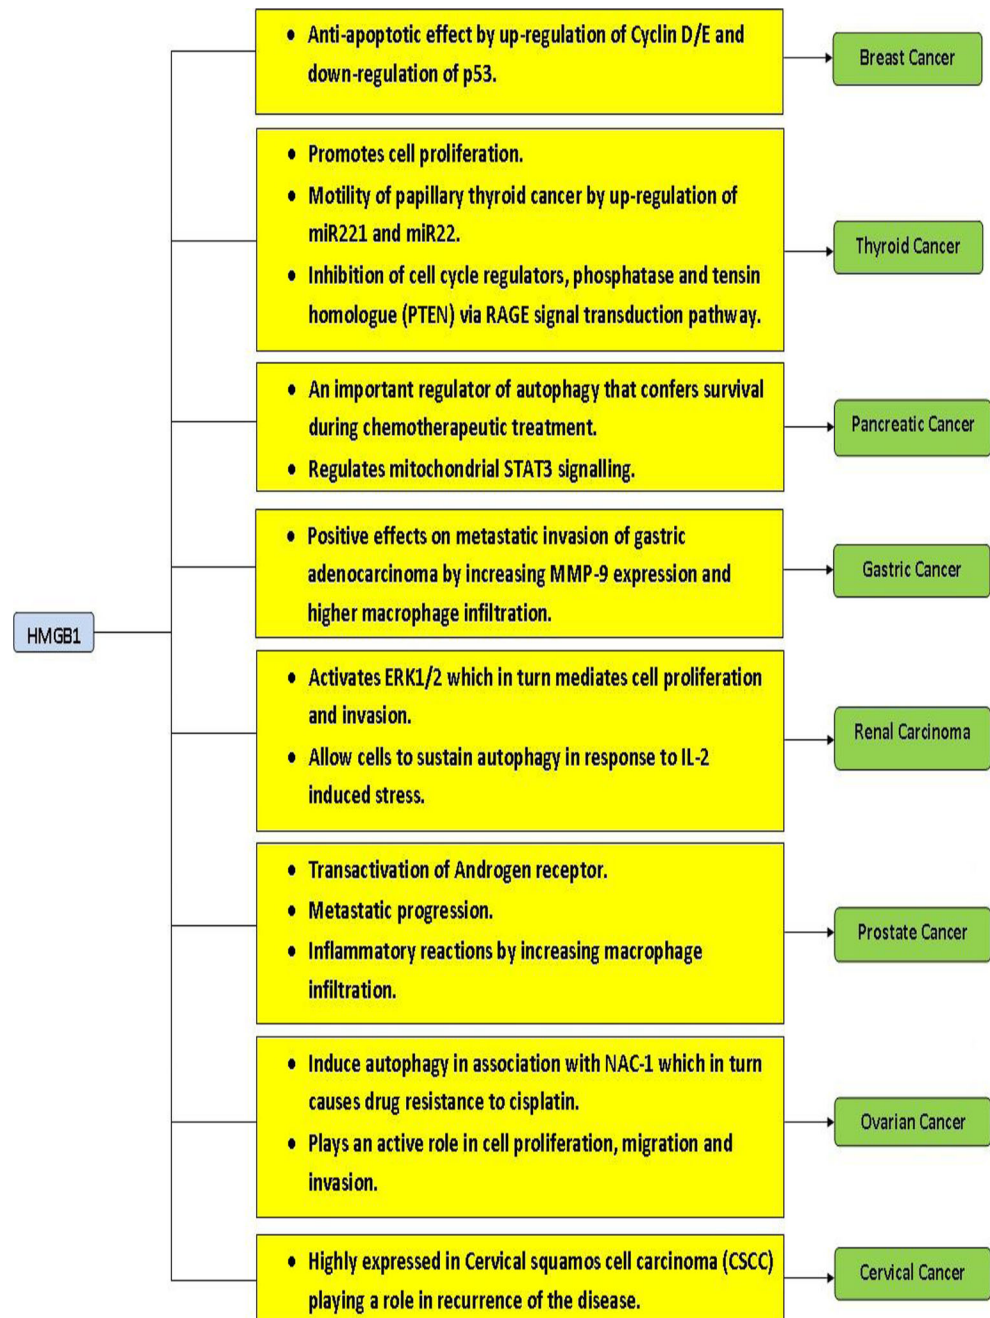 • Anti-apoptotic effect by up-regulation of Cyclin D/E and
down-regulation of p53.
Breast Cancer
• Promotes cell proliferation.
• Motility of papillary thyroid cancer by up-regulation of
miR221 and miR22.
• Inhibition of cell cycle regulators, phosphatase and tensin
homologue (PTEN) via RAGE signal transduction pathway.
Thyroid Cancer
• An important regulator of autophagy that confers survival
during chemotherapeutic treatment.
• Regulates mitochondrial STAT3 signalling.
Pancreatic Cancer
• Positive effects on metastatic invasion of gastric
adenocarcinoma by increasing MMP-9 expression and
higher macrophage infiltration.
Gastric Cancer
HMGB1
• Activates ERK1/2 which in turn mediates cell proliferation
and invasion.
• Allow cells to sustain autophagy in response to IL-2
induced stress.
Renal Carcinoma
• Transactivation of Androgen receptor.
• Metastatic progression.
• Inflammatory reactions by increasing macrophage
infiltration.
Prostate Cancer
• Induce autophagy in association with NAC-1 which in turn
causes drug resistance to cisplatin.
• Plays an active role in cell proliferation, migration and
invasion.
Ovarian Cancer
• Highly expressed in Cervical squamos cell carcinoma (CSCC)
playing a role in recurrence of the disease.
Cervical Cancer